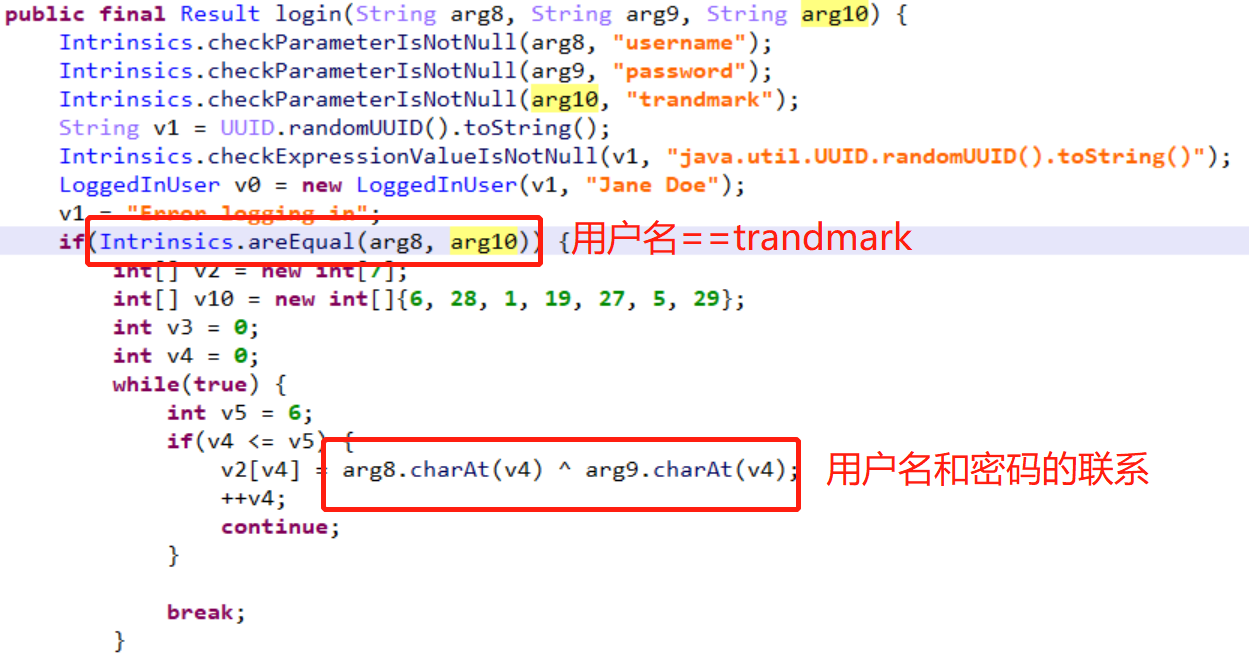 public final Result login(String arg8, String arg9, String arg10) {
Intrinsics.checkParameterIsNotNull(arg8, "username");
Intrinsics.checkParameterIsNotNull(arg9, "password");
Intrinsics.checkParameterIsNotNull(arg10, "trandmark");
String v1 = UUID.randomUUID().toString();
Intrinsics.checkExpressionValueIsNotNull(v1, "java.util.UUID.randomUUID().toString()");
LoggedInUser v0 = new LoggedInUser(v1, "Jane Doe");
v1 = "Error logging in";
if(Intrinsics.areEqual(arg8, arg10)) { 用户名==trandmark
int[] v2 = new int[7];
int[] v10 = new int[]{6, 28, 1, 19, 27, 5, 29};
int v3 = 0;
int v4 = 0;
while(true) {
int v5 = 6;
if(v4 <= v5) {
v2[v4] = arg8.charAt(v4) ^ arg9.charAt(v4); 用户名和密码的联系
++v4;
continue;
}
break;
}